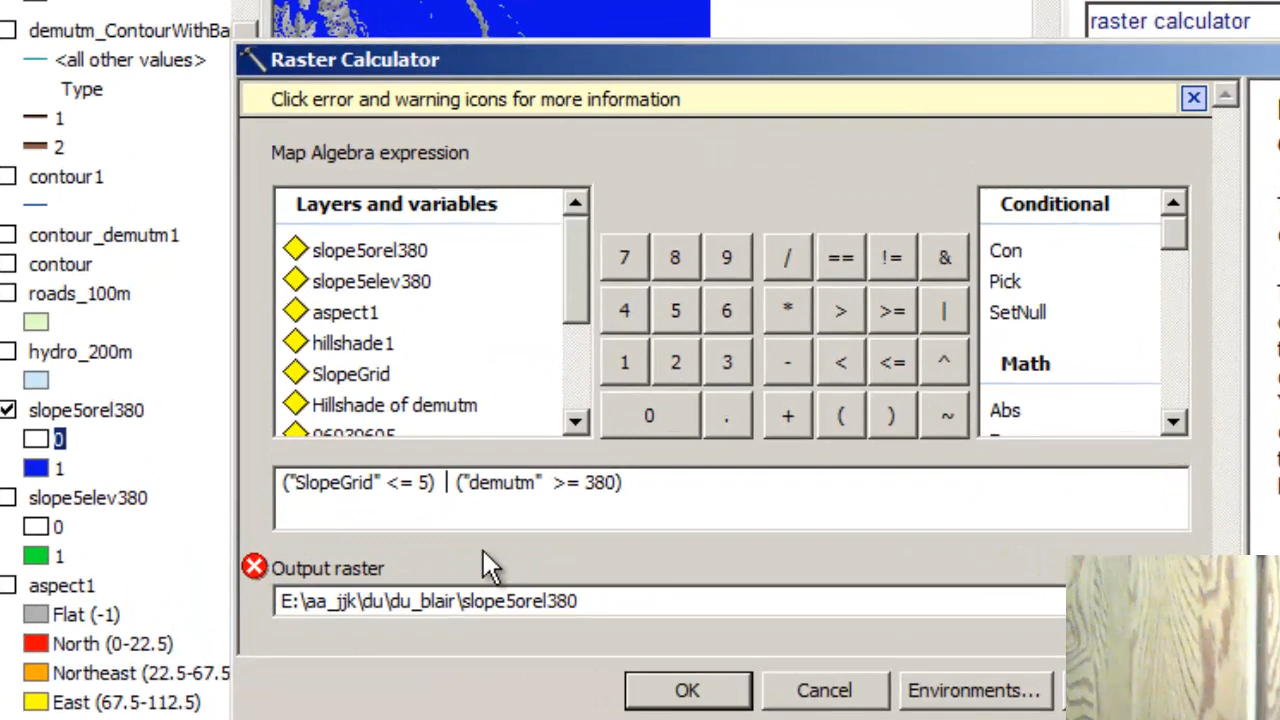 demutm_ContourWithBa
<all other values>
Type
1
2
contour1
contour_demutm1
contour
roads_100m
hydro_200m
slope5orel380
0
1
slope5elev380
0
1
aspect1
Flat (-1)
North (0-22.5)
Northeast (22.5-67.5
East (67.5-112.5)
raster calculator
Raster Calculator
Click error and warning icons for more information
Map Algebra expression
Layers and variables
slope5orel380
slope5elev380
aspect1
hillshade1
SlopeGrid
Hillshade of demutm
7 8 9 / == != &
4 5 6 * > >= |
1 2 3 - < <= ^
0 . + ( ) ~
Conditional
Con
Pick
SetNull
Math
Abs
("SlopeGrid" <= 5) | ("demutm" >= 380)
Output raster
E:\aa_jjk\du\du_blair\slope5orel380
OK
Cancel
Environments...